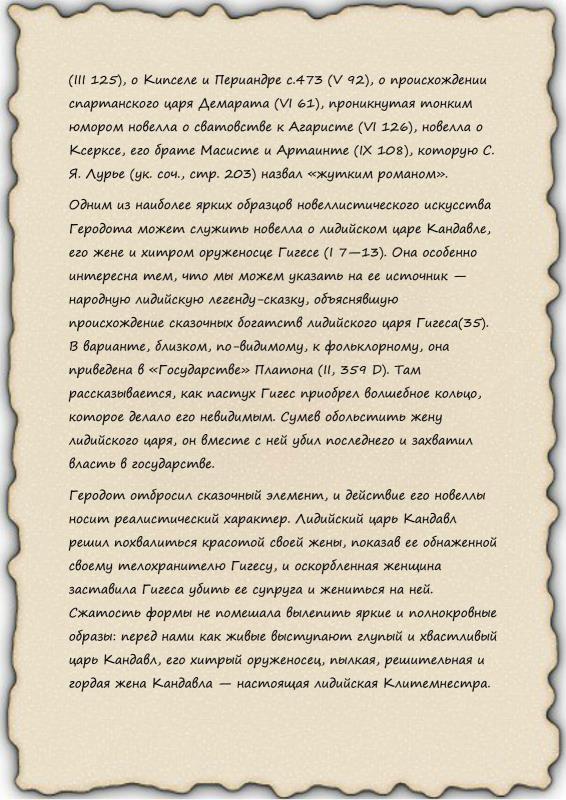 (III 125), о Кипселе и Периандре с.473 (V 92), о происхождении
спартанского царя Демарата (VI 61), проникнутая тонким
юмором новелла о сватовстве к Агаристе (VI 126), новелла о
Ксерксе, его брате Масисте и Артаинте (IX 108), которую С.
Я. Лурье (ук. соч., стр. 203) назвал «жутким романом».
Одним из наиболее ярких образцов новеллистического искусства
Геродота может служить новелла о лидийском царе Кандавле,
его жене и хитром оруженосце Гигесе (I 7—13). Она особенно
интересна тем, что мы можем указать на ее источник —
народную лидийскую легенду-сказку, объяснявшую
происхождение сказочных богатств лидийского царя Гигеса(35).
В варианте, близком, по-видимому, к фольклорному, она
приведена в «Государстве» Платона (II, 359 D). Там
рассказывается, как пастух Гигес приобрел волшебное кольцо,
которое делало его невидимым. Сумев обольстить жену
лидийского царя, он вместе с ней убил последнего и захватил
власть в государстве.
Геродот отбросил сказочный элемент, и действие его новеллы
носит реалистический характер. Лидийский царь Кандавл
решил похвалиться красотой своей жены, показав ее обнаженной
своему телохранителю Гигесу, и оскорбленная женщина
заставила Гигеса убить ее супруга и жениться на ней.
Сжатость формы не помешала вылепить яркие и полнокровные
образы: перед нами как живые выступают глупый и хвастливый
царь Кандавл, его хитрый оруженосец, пылкая, решительная и
гордая жена Кандавла — настоящая лидийская Клитемнестра.